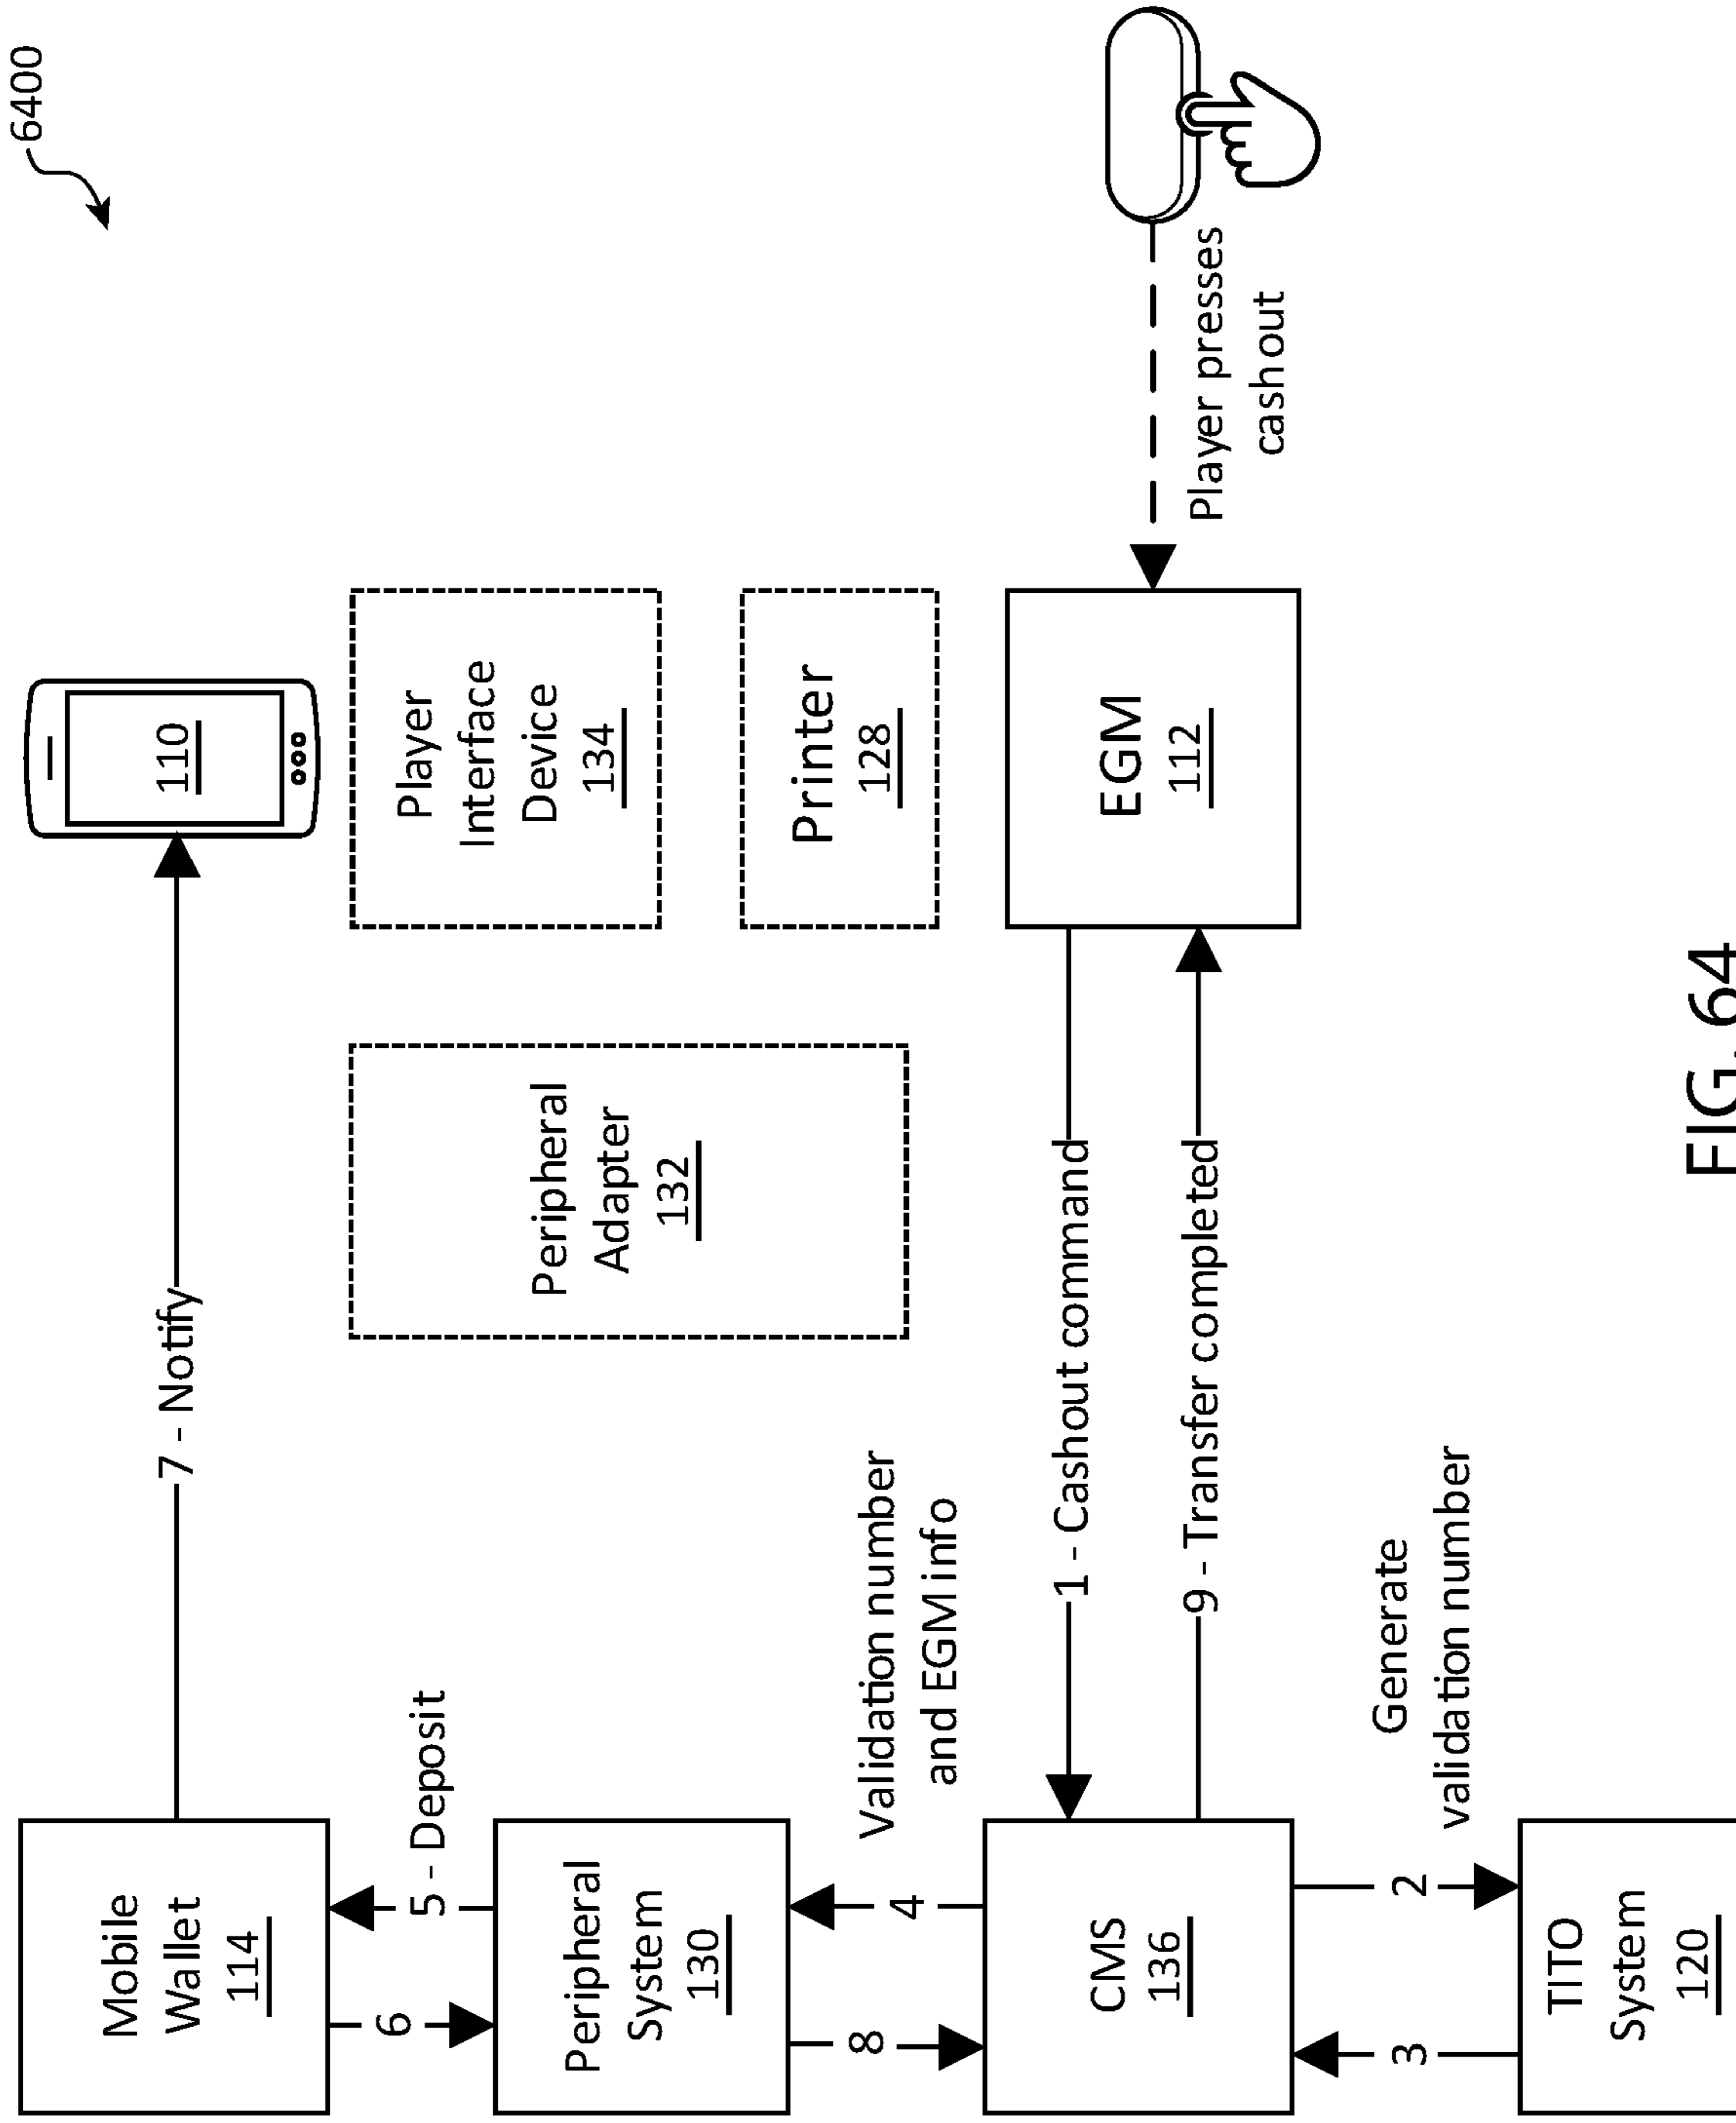 6400
Mobile
Wallet
114
7 - Notify
110
6
5 - Deposit
Player
Interface
Device
134
Peripheral
Adapter
132
Peripheral
System
130
Printer
128
8
4
Validation number
and EGM info
CMS
136
1 - Cashout command
9 - Transfer completed
EGM
112
Player presses
cash out
3
2
Generate
validation number
TITO
System
120
FIG. 64